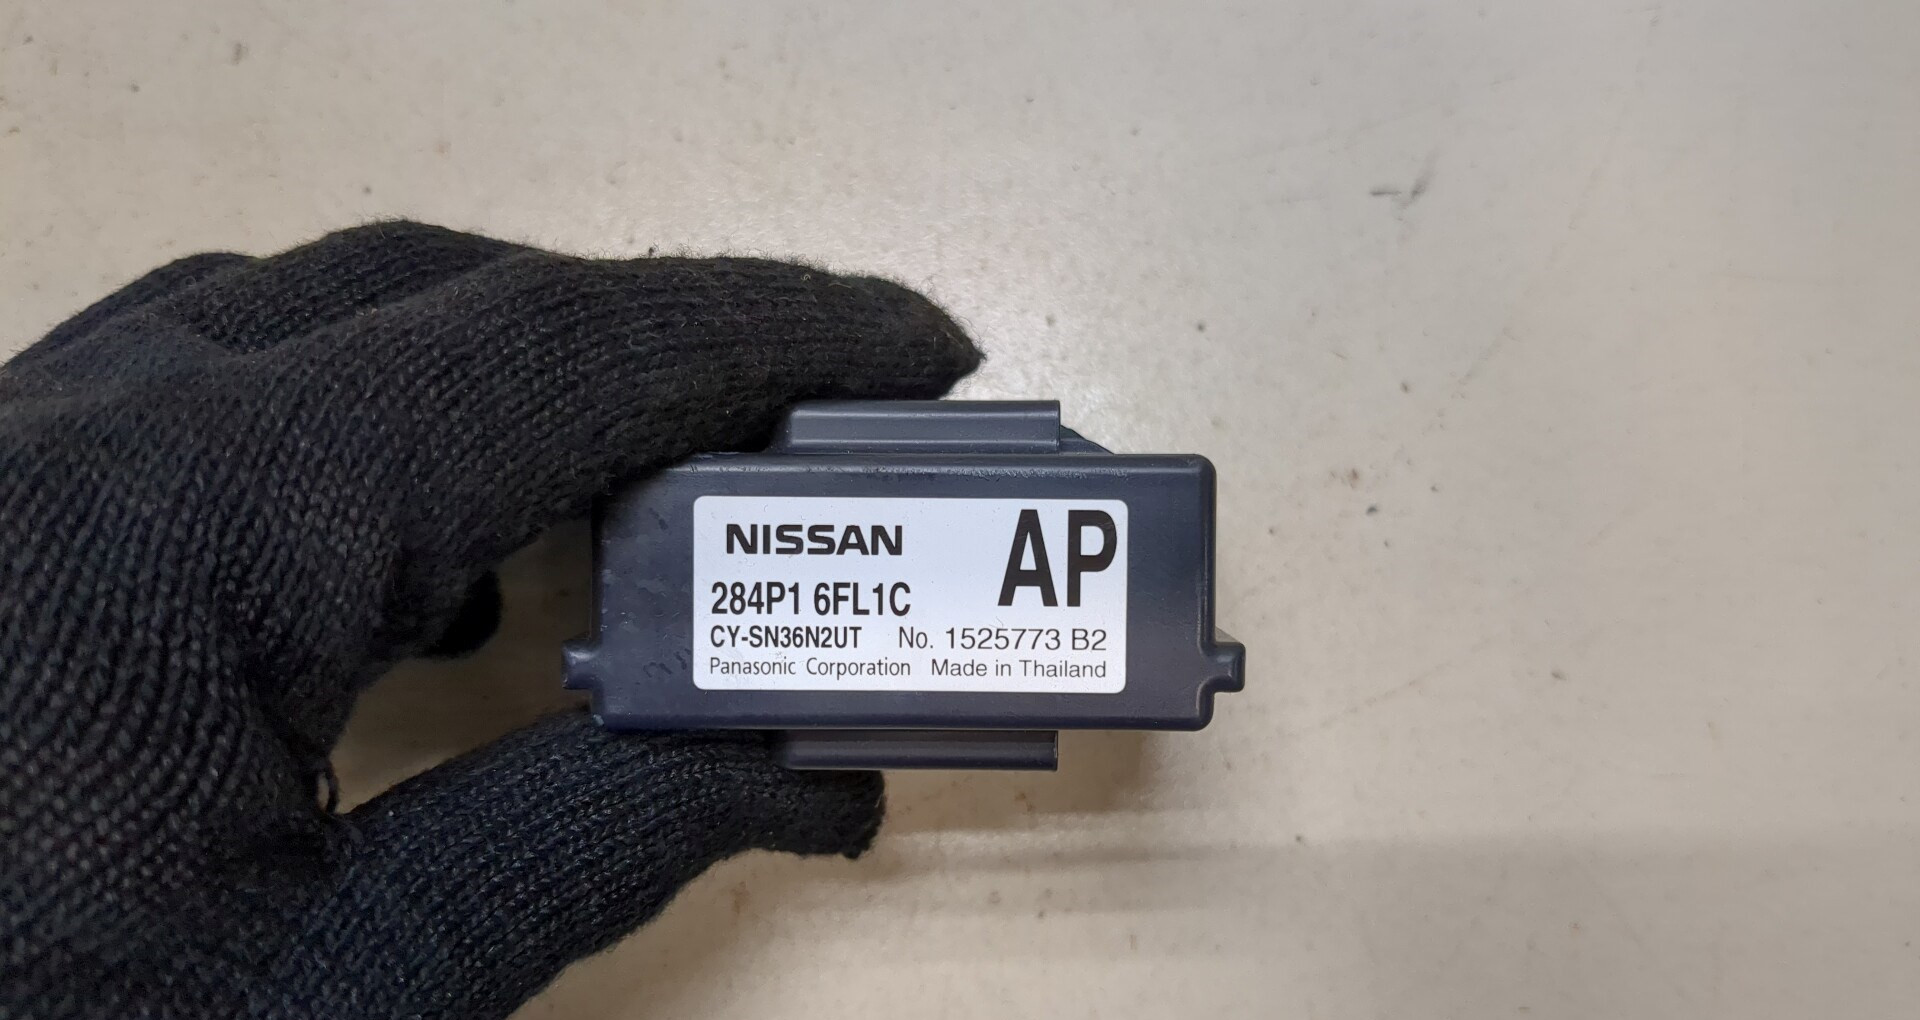 NISSAN AP
284P1 6FL1C
CY-SN36N2UT No. 1525773 B2
Panasonic Corporation Made in Thailand